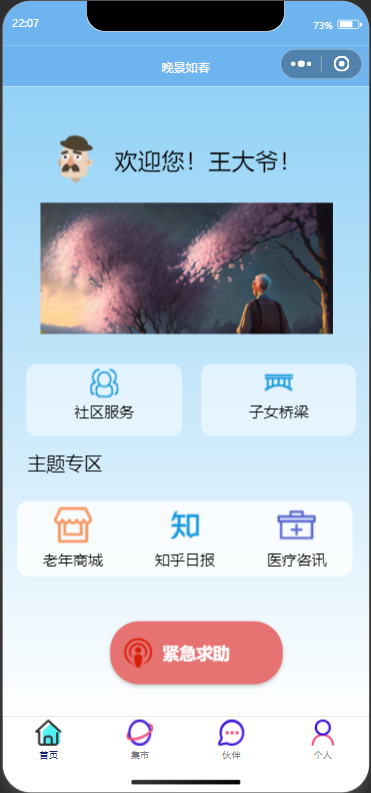 22:07
73%
晚景如春
欢迎您！王大爷！
社区服务
子女桥梁
主题专区
知
老年商城
知乎日报
医疗咨讯
紧急求助
首页
集市
伙伴
个人